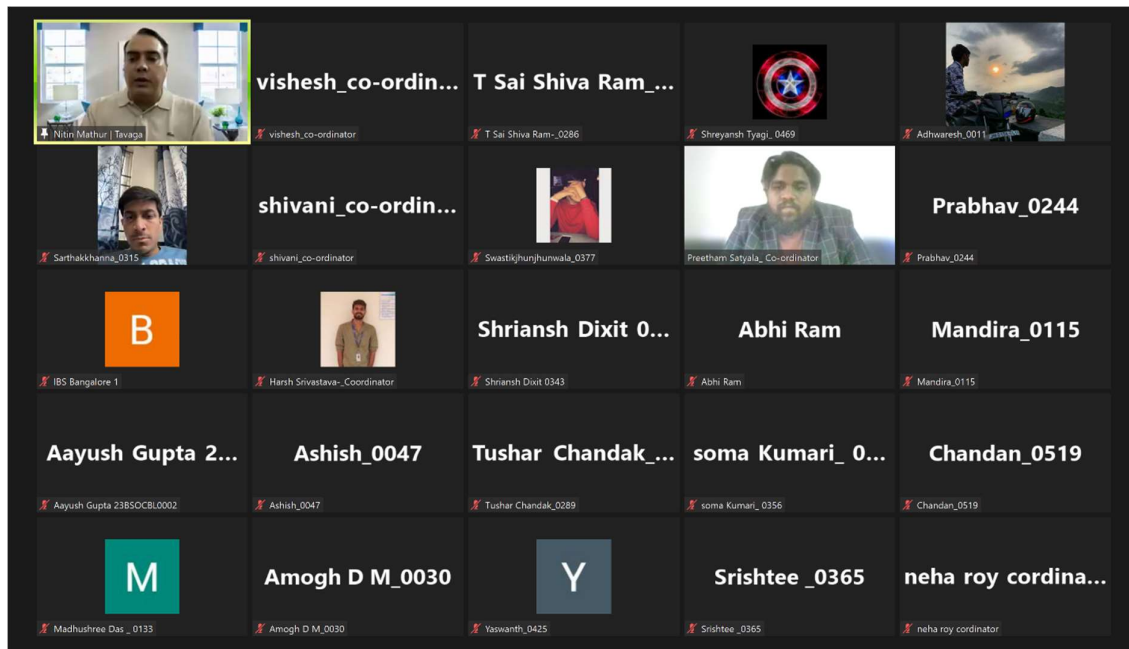 Nitin Mathur | Tavaga
vishesh_co-ordin...
vishesh_co-ordinator
T Sai Shiva Ram_...
T Sai Shiva Ram-_0286
Shreyansh Tyagi_ 0469
Adhwaresh_0011
Sarthakkhanna_0315
shivani_co-ordin...
shivani_co-ordinator
Swastikjhunjhunwala_0377
Preetham Satyala_ Co-ordinator
Prabhav_0244
Prabhav_0244
B
IBS Bangalore 1
Harsh Srivastava-_Coordinator
Shriansh Dixit 0...
Shriansh Dixit 0343
Abhi Ram
Abhi Ram
Mandira_0115
Mandira_0115
Aayush Gupta 2...
Aayush Gupta 23BSOCBL0002
Ashish_0047
Ashish_0047
Tushar Chandak_...
Tushar Chandak_0289
soma Kumari_ 0...
soma Kumari_ 0356
Chandan_0519
Chandan_0519
M
Madhushree Das _ 0133
Amogh D M_0030
Amogh D M_0030
Y
Yaswanth_0425
Srishtee _0365
Srishtee _0365
neha roy cordina...
neha roy cordinator